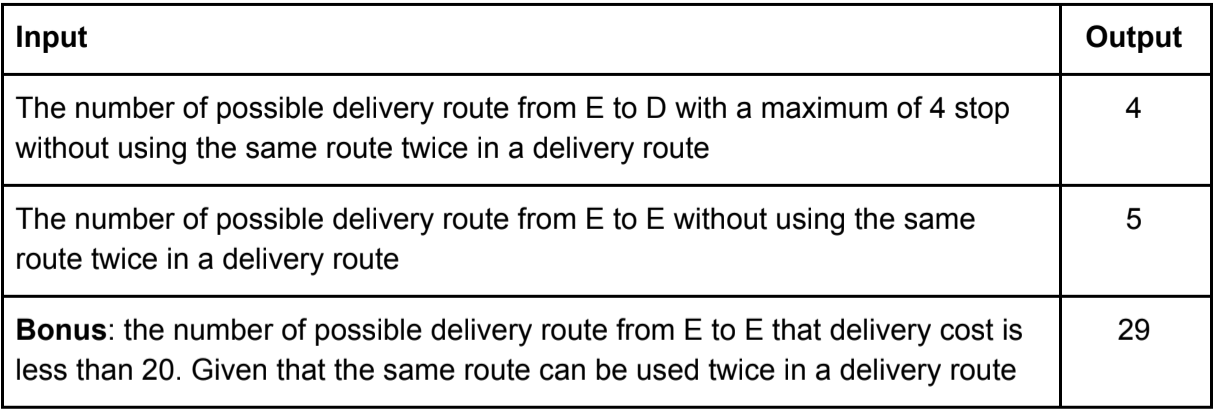 Input Output
The number of possible delivery route from E to D with a maximum of 4 stop 4
without using the same route twice in a delivery route
The number of possible delivery route from E to E without using the same 5
route twice in a delivery route
Bonus: the number of possible delivery route from E to E that delivery cost is 29
less than 20. Given that the same route can be used twice in a delivery route